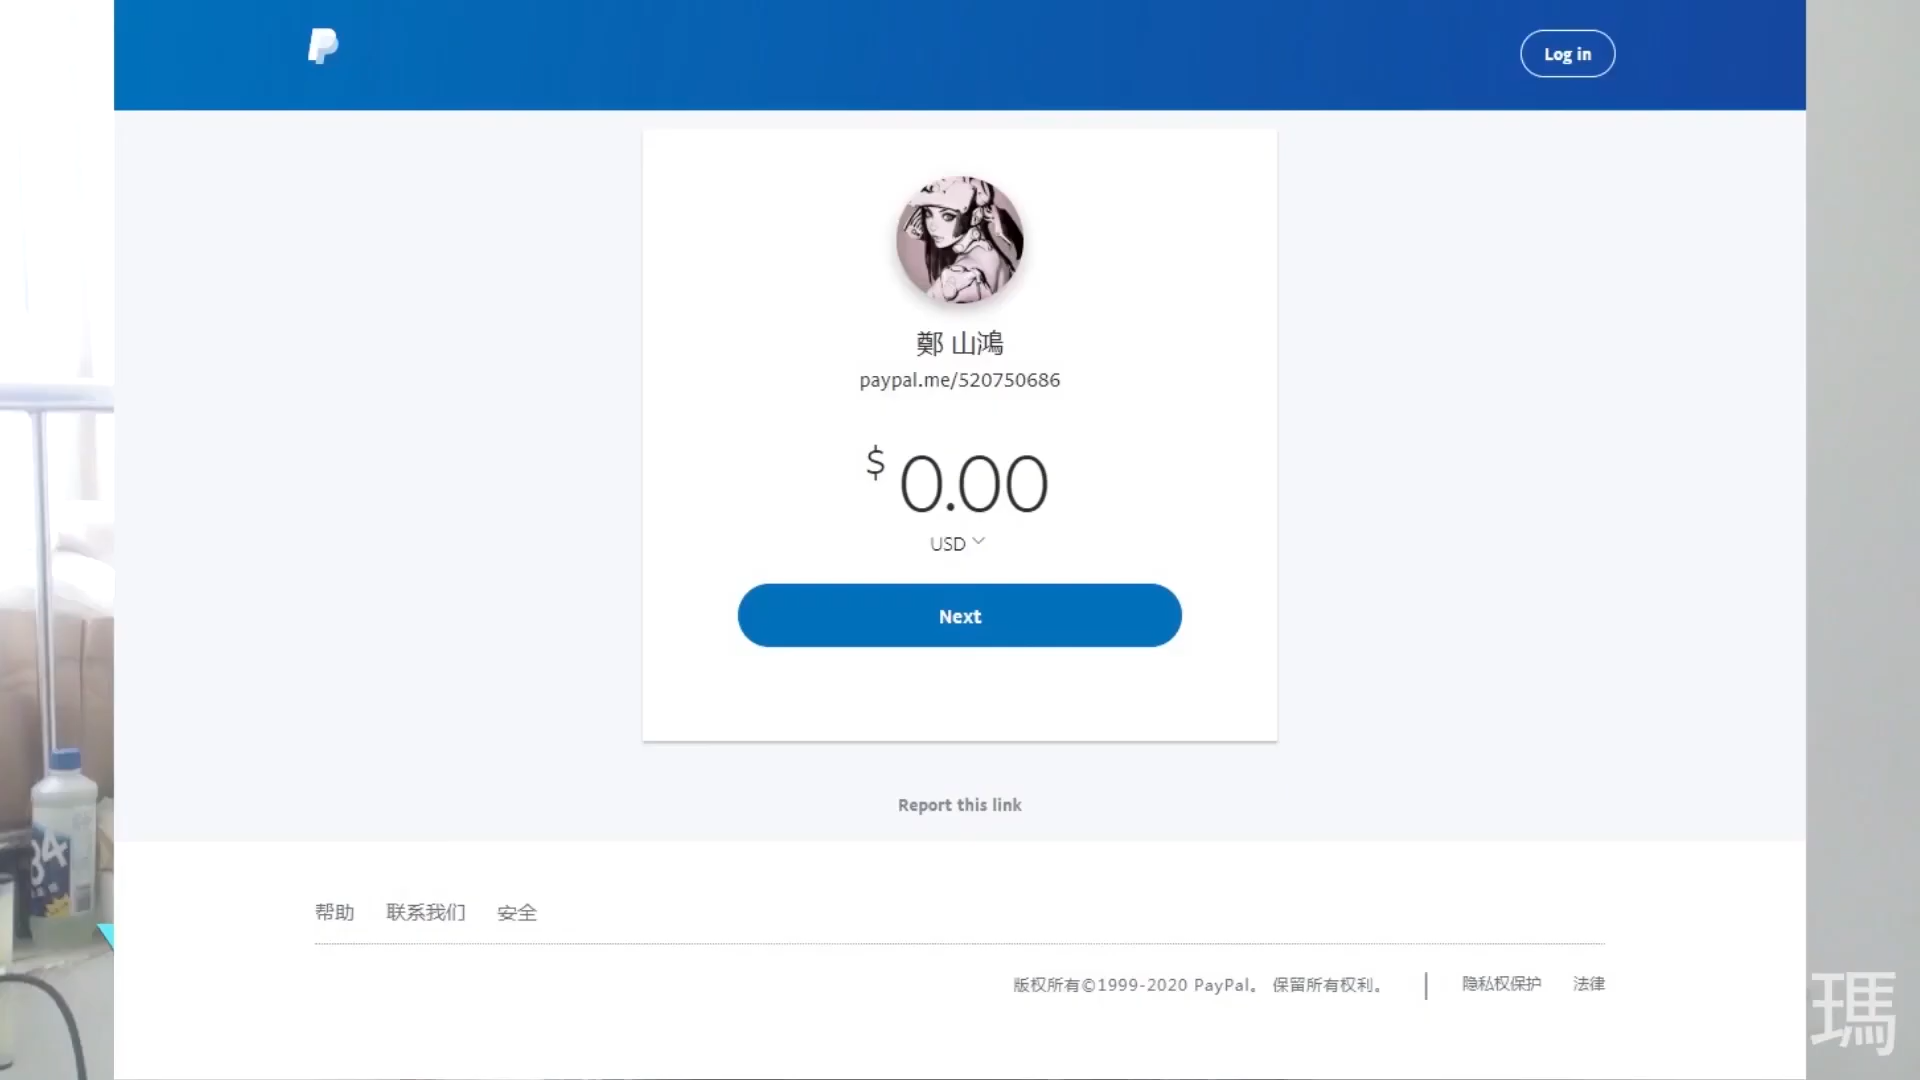 Log in
鄭 山鴻
paypal.me/520750686
$ 0.00
USD
Next
Report this link
帮助 联系我们 安全
版权所有©1999-2020 PayPal。 保留所有权利。 | 隐私权保护 法律
84
瑪